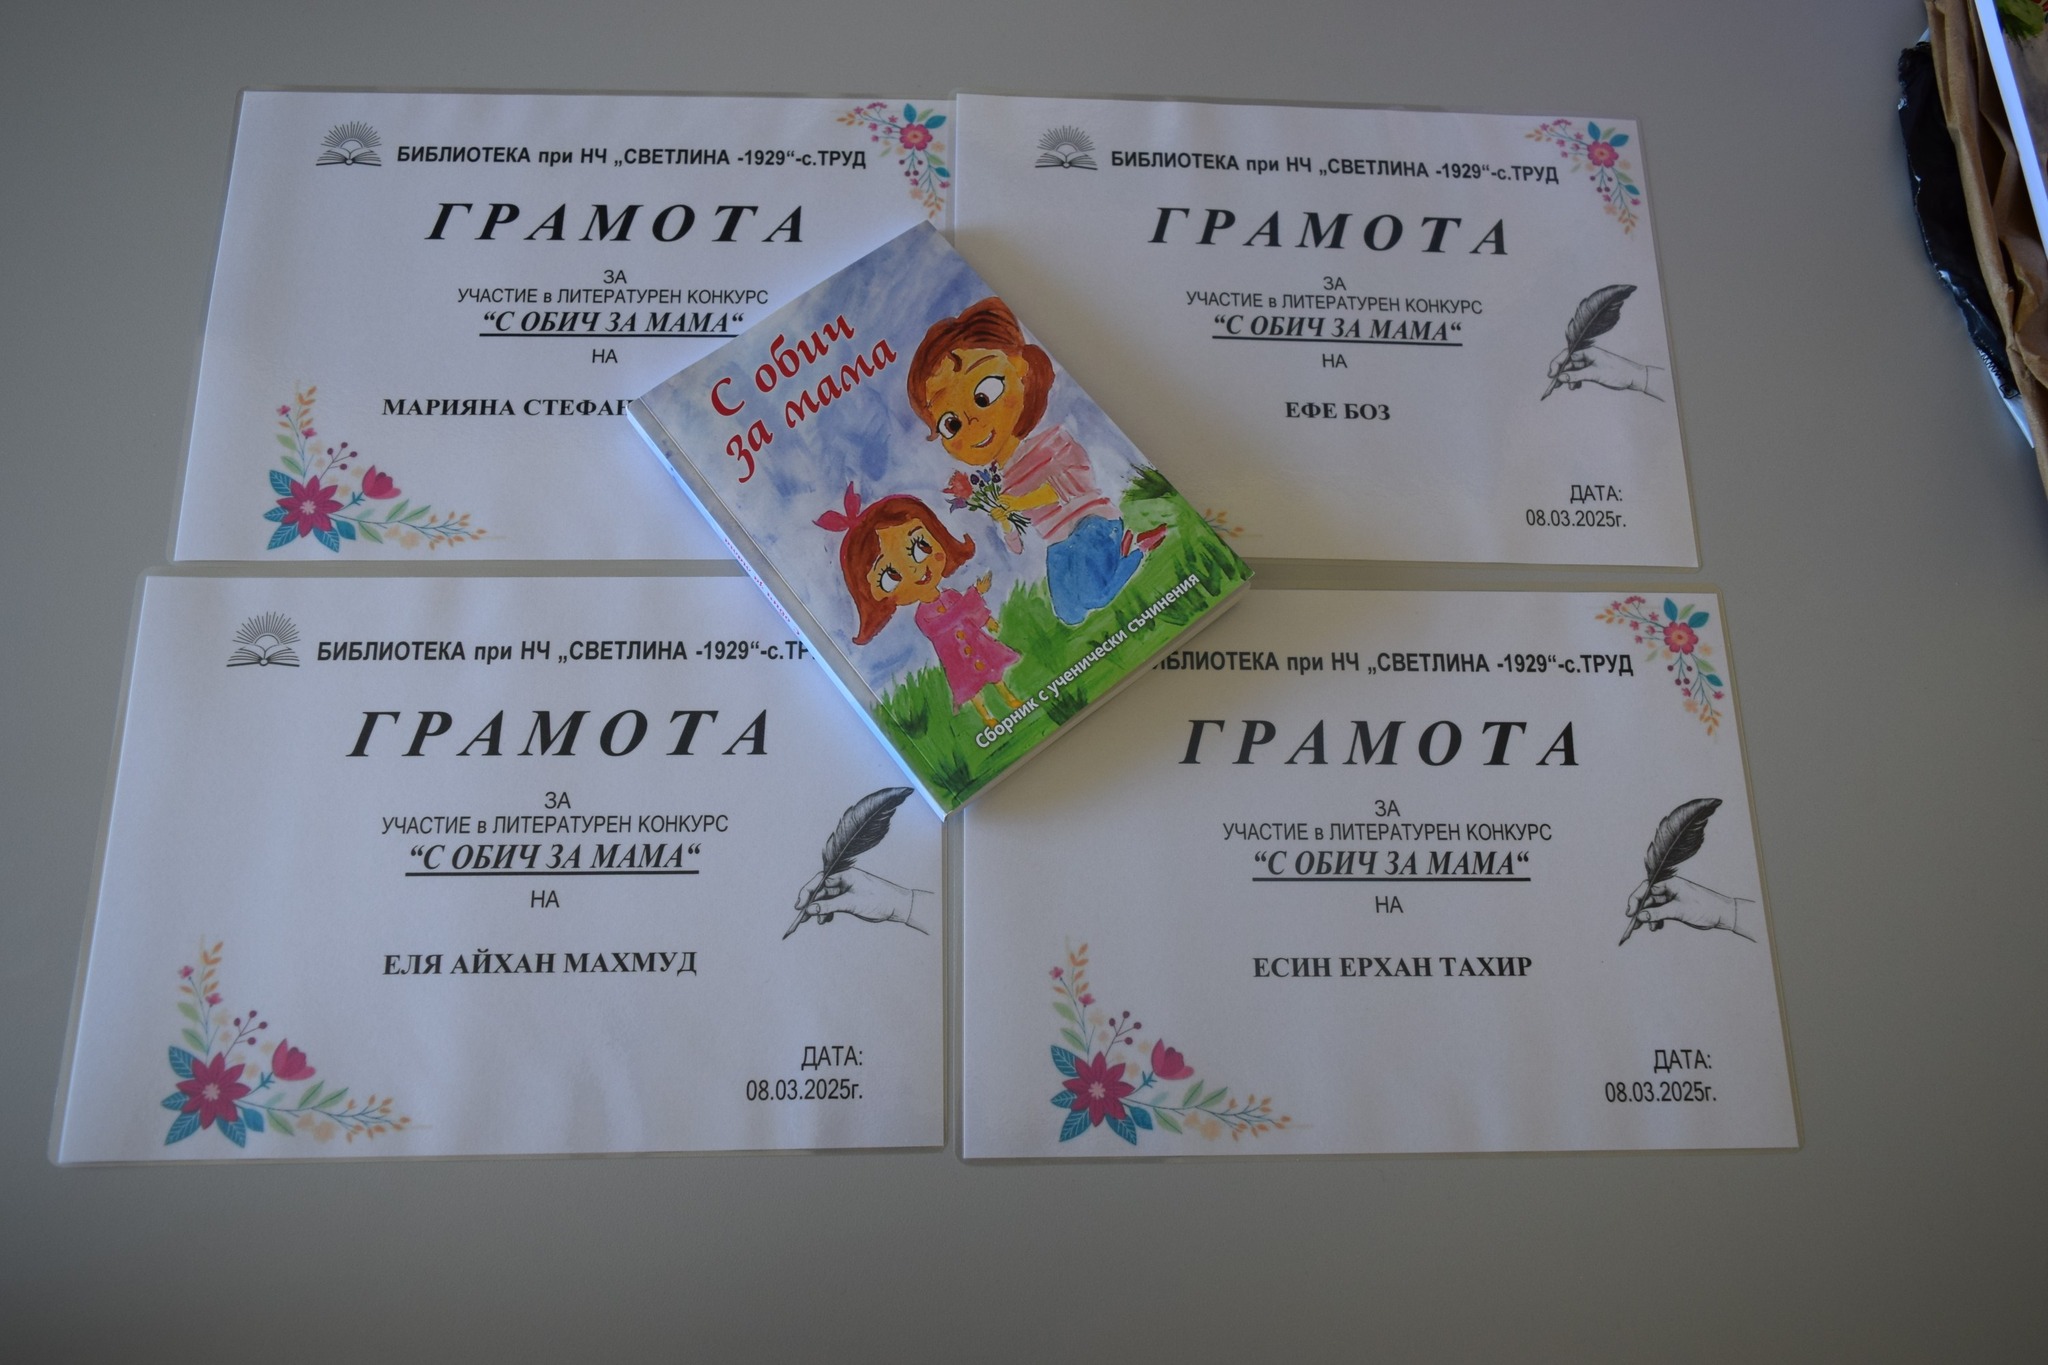 БИБЛИОТЕКА при НЧ „СВЕТЛИНА -1929“-с.ТРУД
ГРАМОТА
ЗА
УЧАСТИЕ в ЛИТЕРАТУРЕН КОНКУРС
“С ОБИЧ ЗА МАМА“
НА
МАРИЯНА СТЕФАН
БИБЛИОТЕКА при НЧ „СВЕТЛИНА -1929“-с.ТРУД
ГРАМОТА
ЗА
УЧАСТИЕ в ЛИТЕРАТУРЕН КОНКУРС
“С ОБИЧ ЗА МАМА“
НА
ЕФЕ БОЗ
ДАТА:
08.03.2025г.
С обич
за мама
Сборник с ученически съчинения
БИБЛИОТЕКА при НЧ „СВЕТЛИНА -1929“-с.ТР
ГРАМОТА
ЗА
УЧАСТИЕ в ЛИТЕРАТУРЕН КОНКУРС
“С ОБИЧ ЗА МАМА“
НА
ЕЛЯ АЙХАН МАХМУД
ДАТА:
08.03.2025г.
БЛИОТЕКА при НЧ „СВЕТЛИНА -1929“-с.ТРУД
ГРАМОТА
ЗА
УЧАСТИЕ в ЛИТЕРАТУРЕН КОНКУРС
“С ОБИЧ ЗА МАМА“
НА
ЕСИН ЕРХАН ТАХИР
ДАТА:
08.03.2025г.